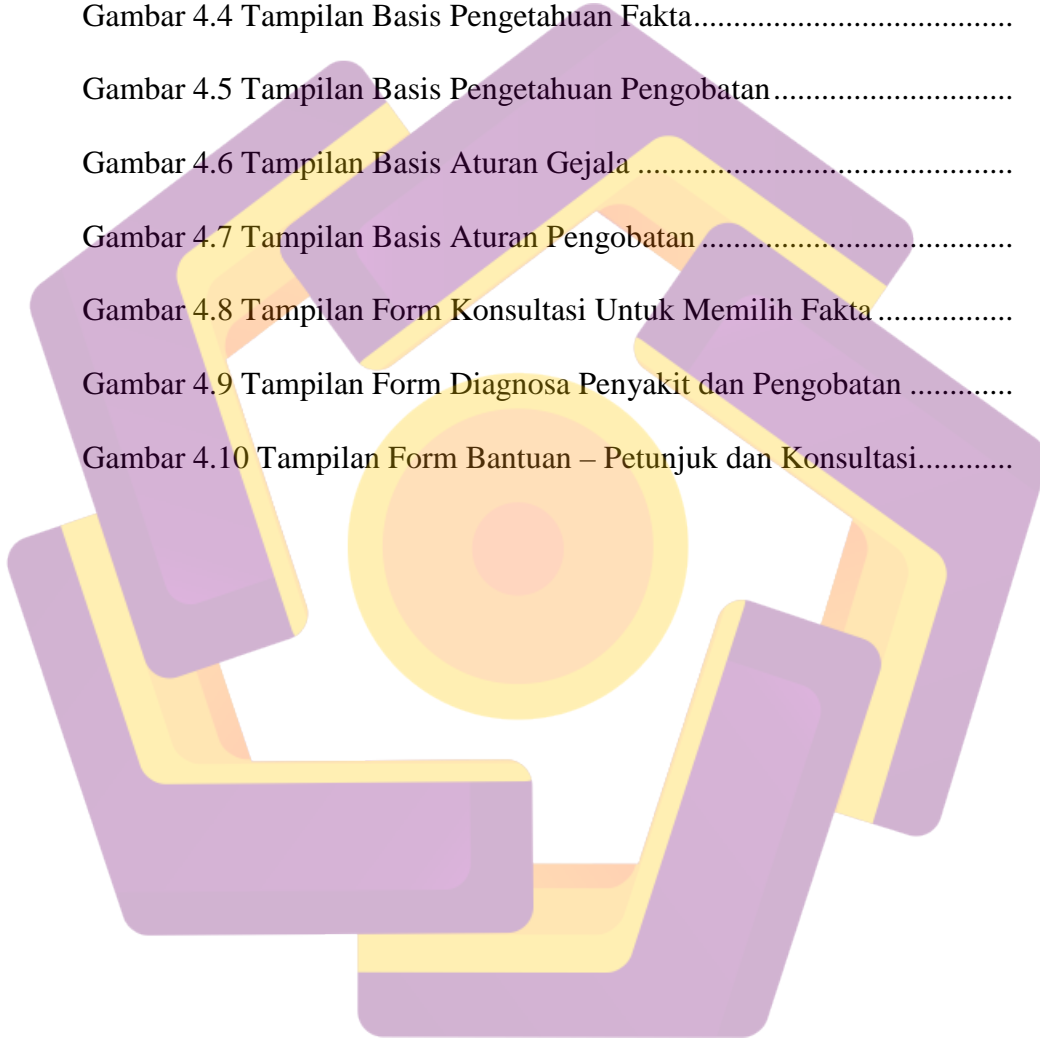 Gambar 4.4 Tampilan Basis Pengetahuan Fakta.....................................
Gambar 4.5 Tampilan Basis Pengetahuan Pengobatan...........................
Gambar 4.6 Tampilan Basis Aturan Gejala ...........................................
Gambar 4.7 Tampilan Basis Aturan Pengobatan ...................................
Gambar 4.8 Tampilan Form Konsultasi Untuk Memilih Fakta ...............
Gambar 4.9 Tampilan Form Diagnosa Penyakit dan Pengobatan ...........
Gambar 4.10 Tampilan Form Bantuan – Petunjuk dan Konsultasi...........